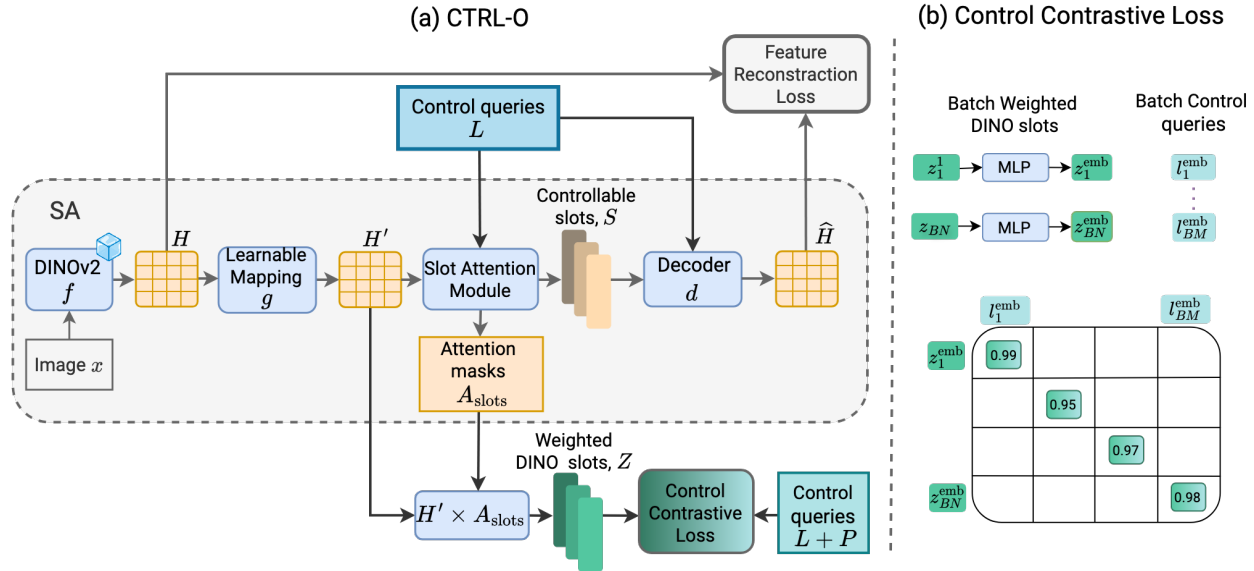 (a) CTRL-O
Feature
Reconstruction
Loss
Control queries
L
SA
Controllable
slots, S
DINOv2
f
H
Learnable
Mapping
g
H′
Slot Attention
Module
Decoder
d
Ĥ
Image x
Attention
masks
A_slots
Weighted
DINO slots, Z
H′ × A_slots
Control
Contrastive
Loss
Control
queries
L + P
(b) Control Contrastive Loss
Batch Weighted
DINO slots
Batch Control
queries
z_1^1 MLP z_1^emb l_1^emb
z_BN MLP z_BN^emb l_BM^emb
l_1^emb l_BM^emb
z_1^emb 0.99
0.95
0.97
z_BN^emb 0.98